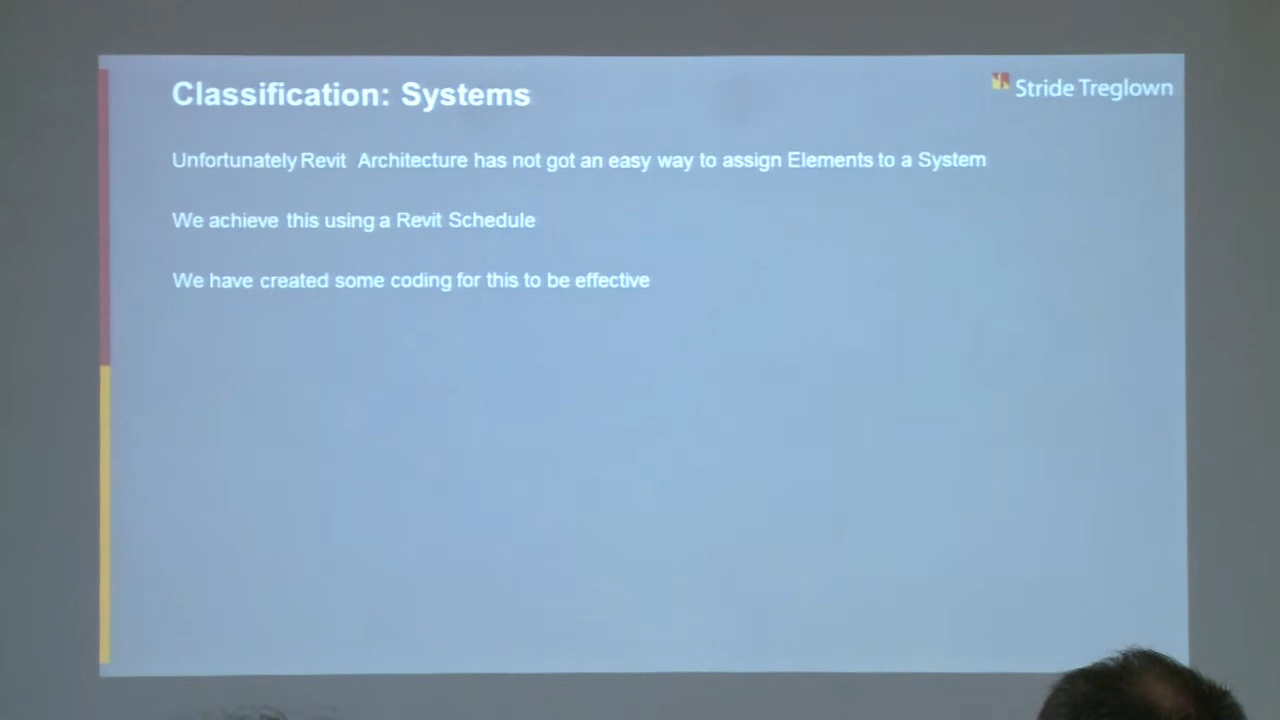 Classification: Systems
Stride Treglown
Unfortunately Revit Architecture has not got an easy way to assign Elements to a System
We achieve this using a Revit Schedule
We have created some coding for this to be effective